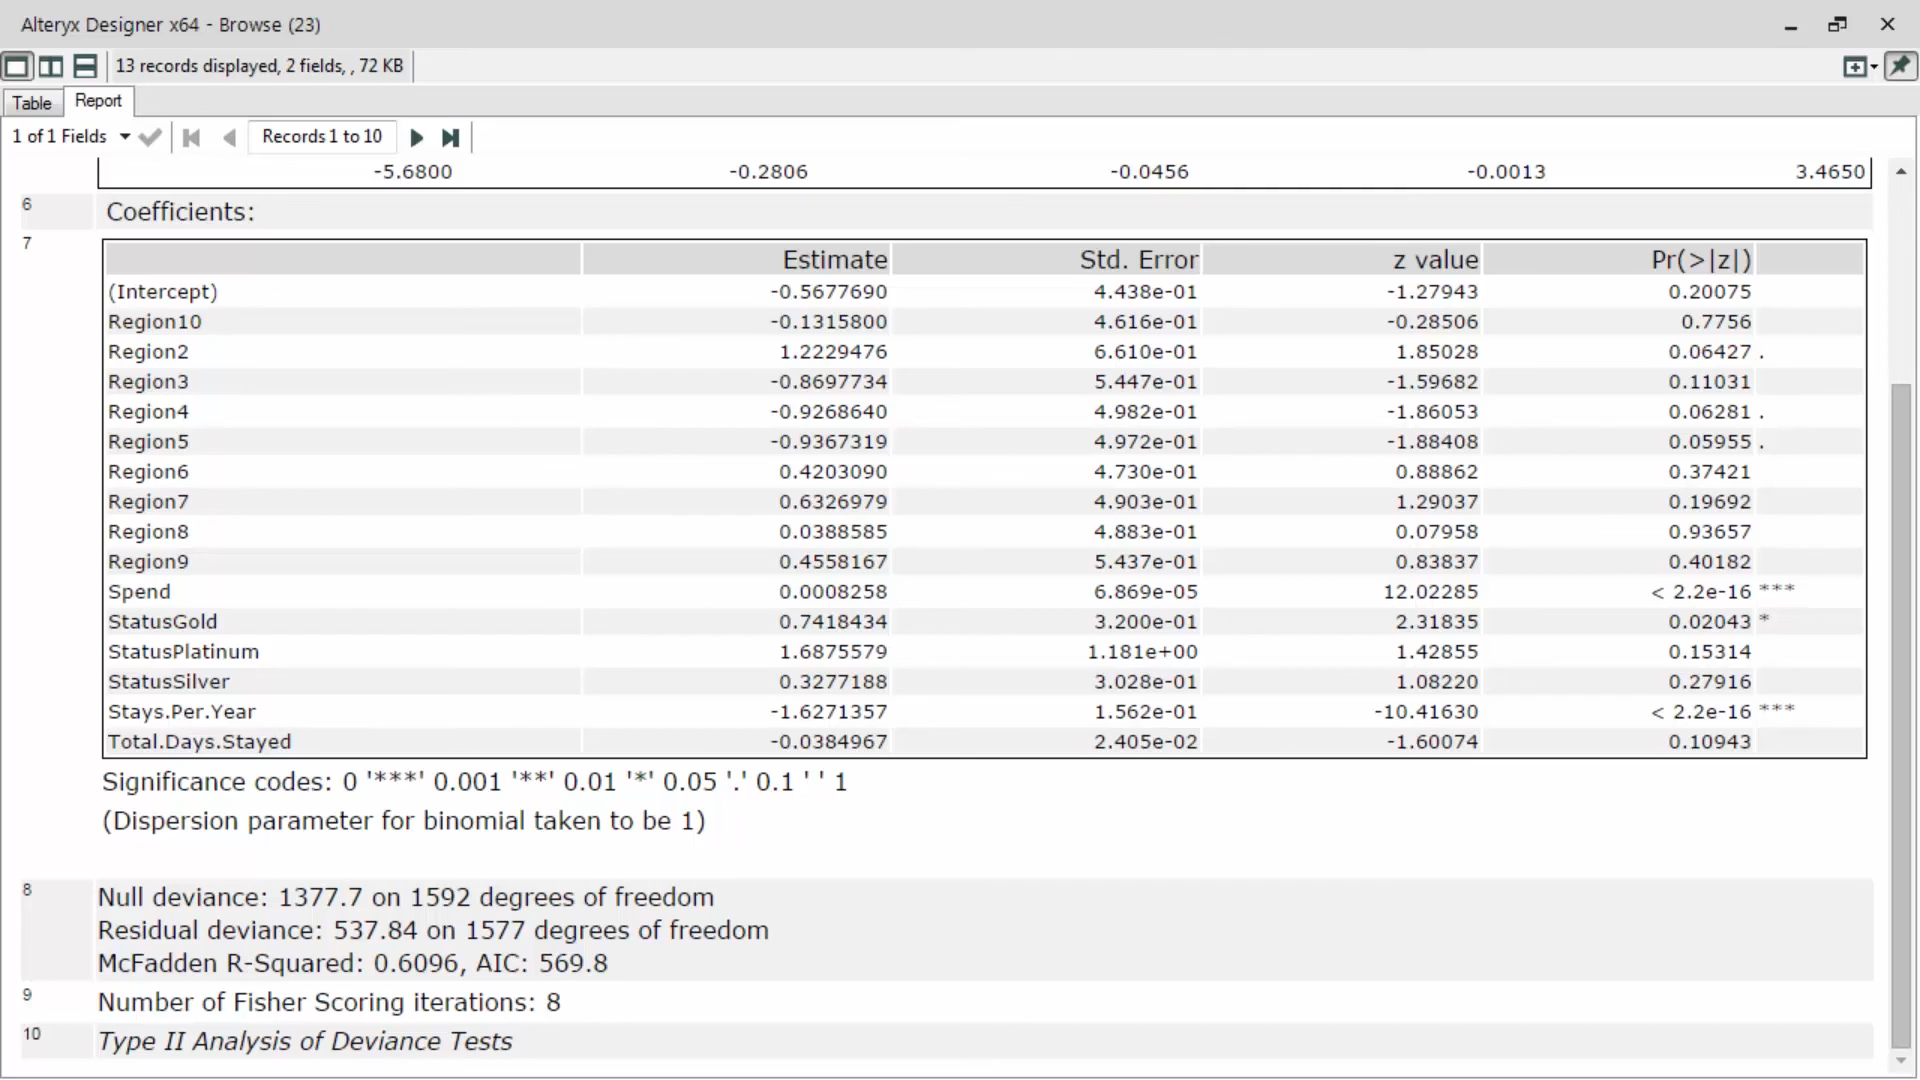 Alteryx Designer x64 - Browse (23)
13 records displayed, 2 fields, , 72 KB
Table Report
1 of 1 Fields Records 1 to 10
-5.6800 -0.2806 -0.0456 -0.0013 3.4650
6 Coefficients:
7
Estimate Std. Error z value Pr(>|z|)
(Intercept) -0.5677690 4.438e-01 -1.27943 0.20075
Region10 -0.1315800 4.616e-01 -0.28506 0.7756
Region2 1.2229476 6.610e-01 1.85028 0.06427 .
Region3 -0.8697734 5.447e-01 -1.59682 0.11031
Region4 -0.9268640 4.982e-01 -1.86053 0.06281 .
Region5 -0.9367319 4.972e-01 -1.88408 0.05955 .
Region6 0.4203090 4.730e-01 0.88862 0.37421
Region7 0.6326979 4.903e-01 1.29037 0.19692
Region8 0.0388585 4.883e-01 0.07958 0.93657
Region9 0.4558167 5.437e-01 0.83837 0.40182
Spend 0.0008258 6.869e-05 12.02285 < 2.2e-16 ***
StatusGold 0.7418434 3.200e-01 2.31835 0.02043 *
StatusPlatinum 1.6875579 1.181e+00 1.42855 0.15314
StatusSilver 0.3277188 3.028e-01 1.08220 0.27916
Stays.Per.Year -1.6271357 1.562e-01 -10.41630 < 2.2e-16 ***
Total.Days.Stayed -0.0384967 2.405e-02 -1.60074 0.10943
Significance codes: 0 '***' 0.001 '**' 0.01 '*' 0.05 '.' 0.1 ' ' 1
(Dispersion parameter for binomial taken to be 1)
8 Null deviance: 1377.7 on 1592 degrees of freedom
Residual deviance: 537.84 on 1577 degrees of freedom
McFadden R-Squared: 0.6096, AIC: 569.8
9 Number of Fisher Scoring iterations: 8
10 Type II Analysis of Deviance Tests